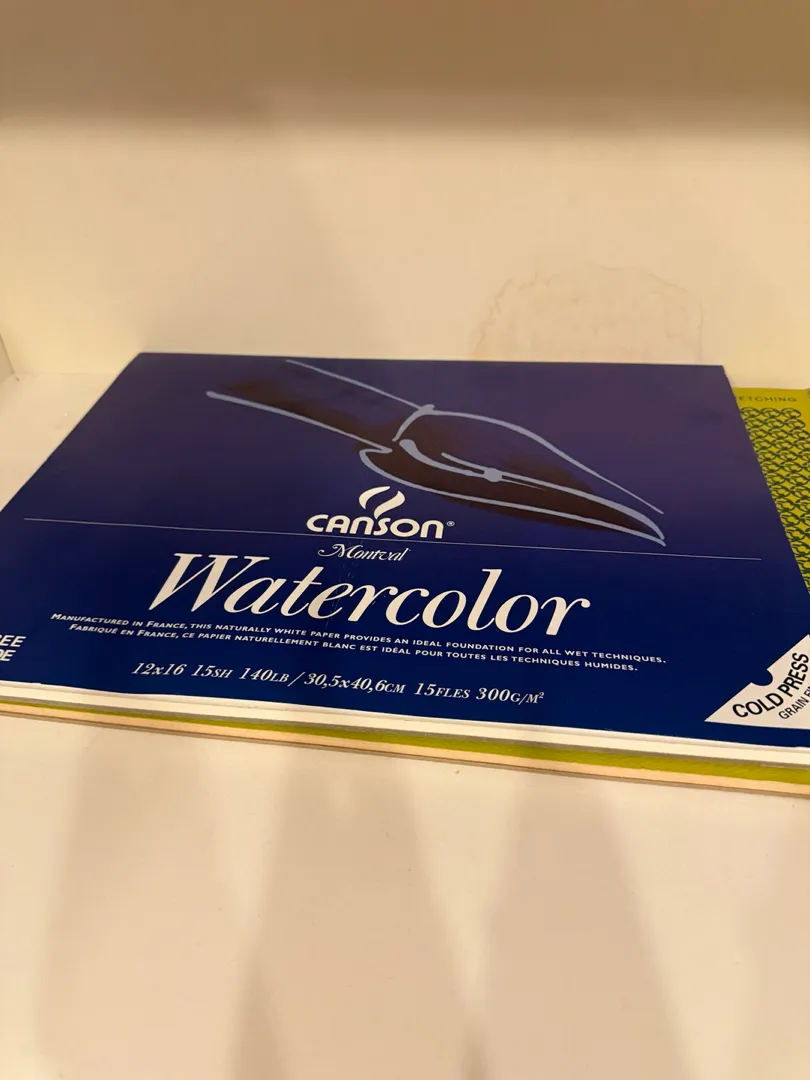 CANSON®
Montval
Watercolor
MANUFACTURED IN FRANCE, THIS NATURALLY WHITE PAPER PROVIDES AN IDEAL FOUNDATION FOR ALL WET TECHNIQUES.
FABRIQUÉ EN FRANCE, CE PAPIER NATURELLEMENT BLANC EST IDÉAL POUR TOUTES LES TECHNIQUES HUMIDES.
12x16 15SH 140LB / 30,5x40,6CM 15FLES 300G/M²
COLD PRESS
GRAIN